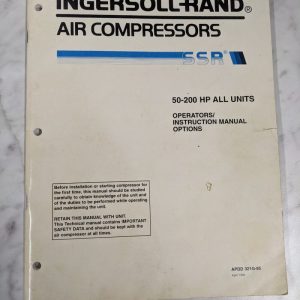 INGERSOLL-RAND®
AIR COMPRESSORS
SSR®
50-200 HP ALL UNITS
OPERATORS/
INSTRUCTION MANUAL
OPTIONS
Before installation or starting compressor for
the first time, this manual should be studied
carefully to obtain knowledge of the unit and
of the duties to be performed while operating
and maintaining the unit.
RETAIN THIS MANUAL WITH UNIT.
This Technical manual contains IMPORTANT
SAFETY DATA and should be kept with the
air compressor at all times.